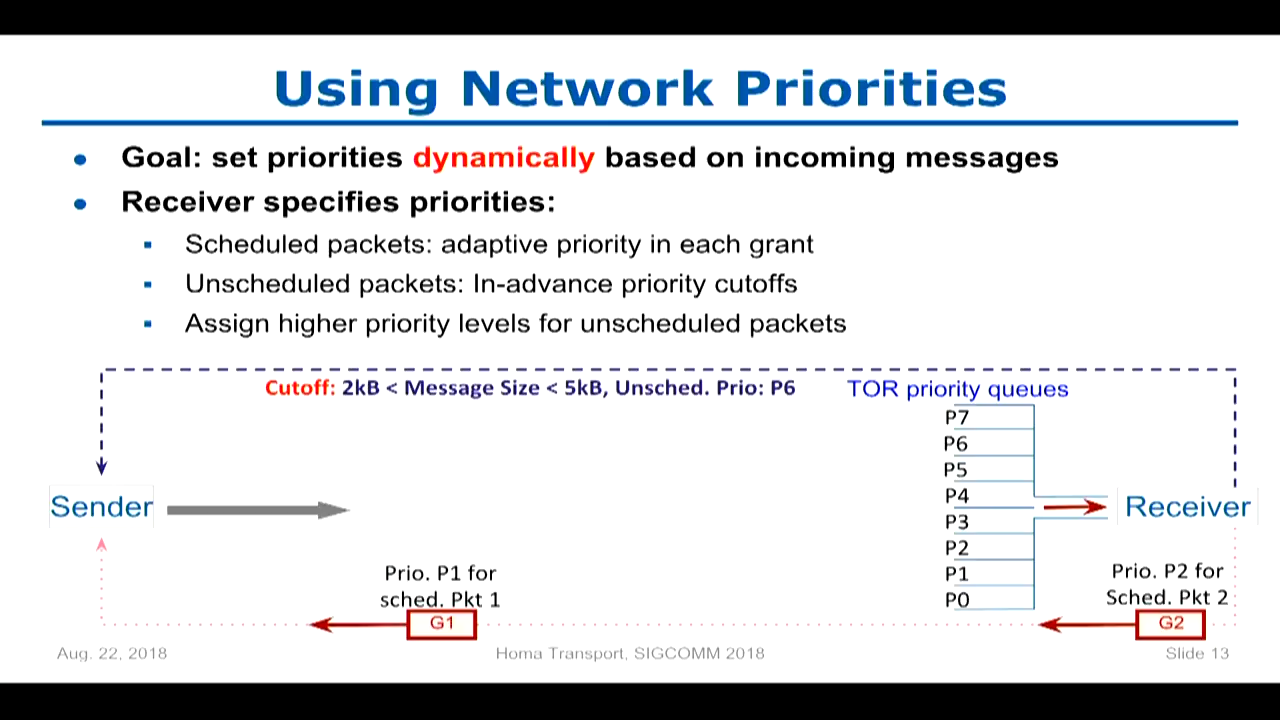 Using Network Priorities
Goal: set priorities dynamically based on incoming messages
Receiver specifies priorities:
Scheduled packets: adaptive priority in each grant
Unscheduled packets: In-advance priority cutoffs
Assign higher priority levels for unscheduled packets
Cutoff: 2kB < Message Size < 5kB, Unsched. Prio: P6
TOR priority queues
P7
P6
P5
P4
P3
P2
P1
P0
Sender
Receiver
Prio. P1 for
sched. Pkt 1
G1
Prio. P2 for
Sched. Pkt 2
G2
Aug. 22, 2018
Homa Transport, SIGCOMM 2018
Slide 13